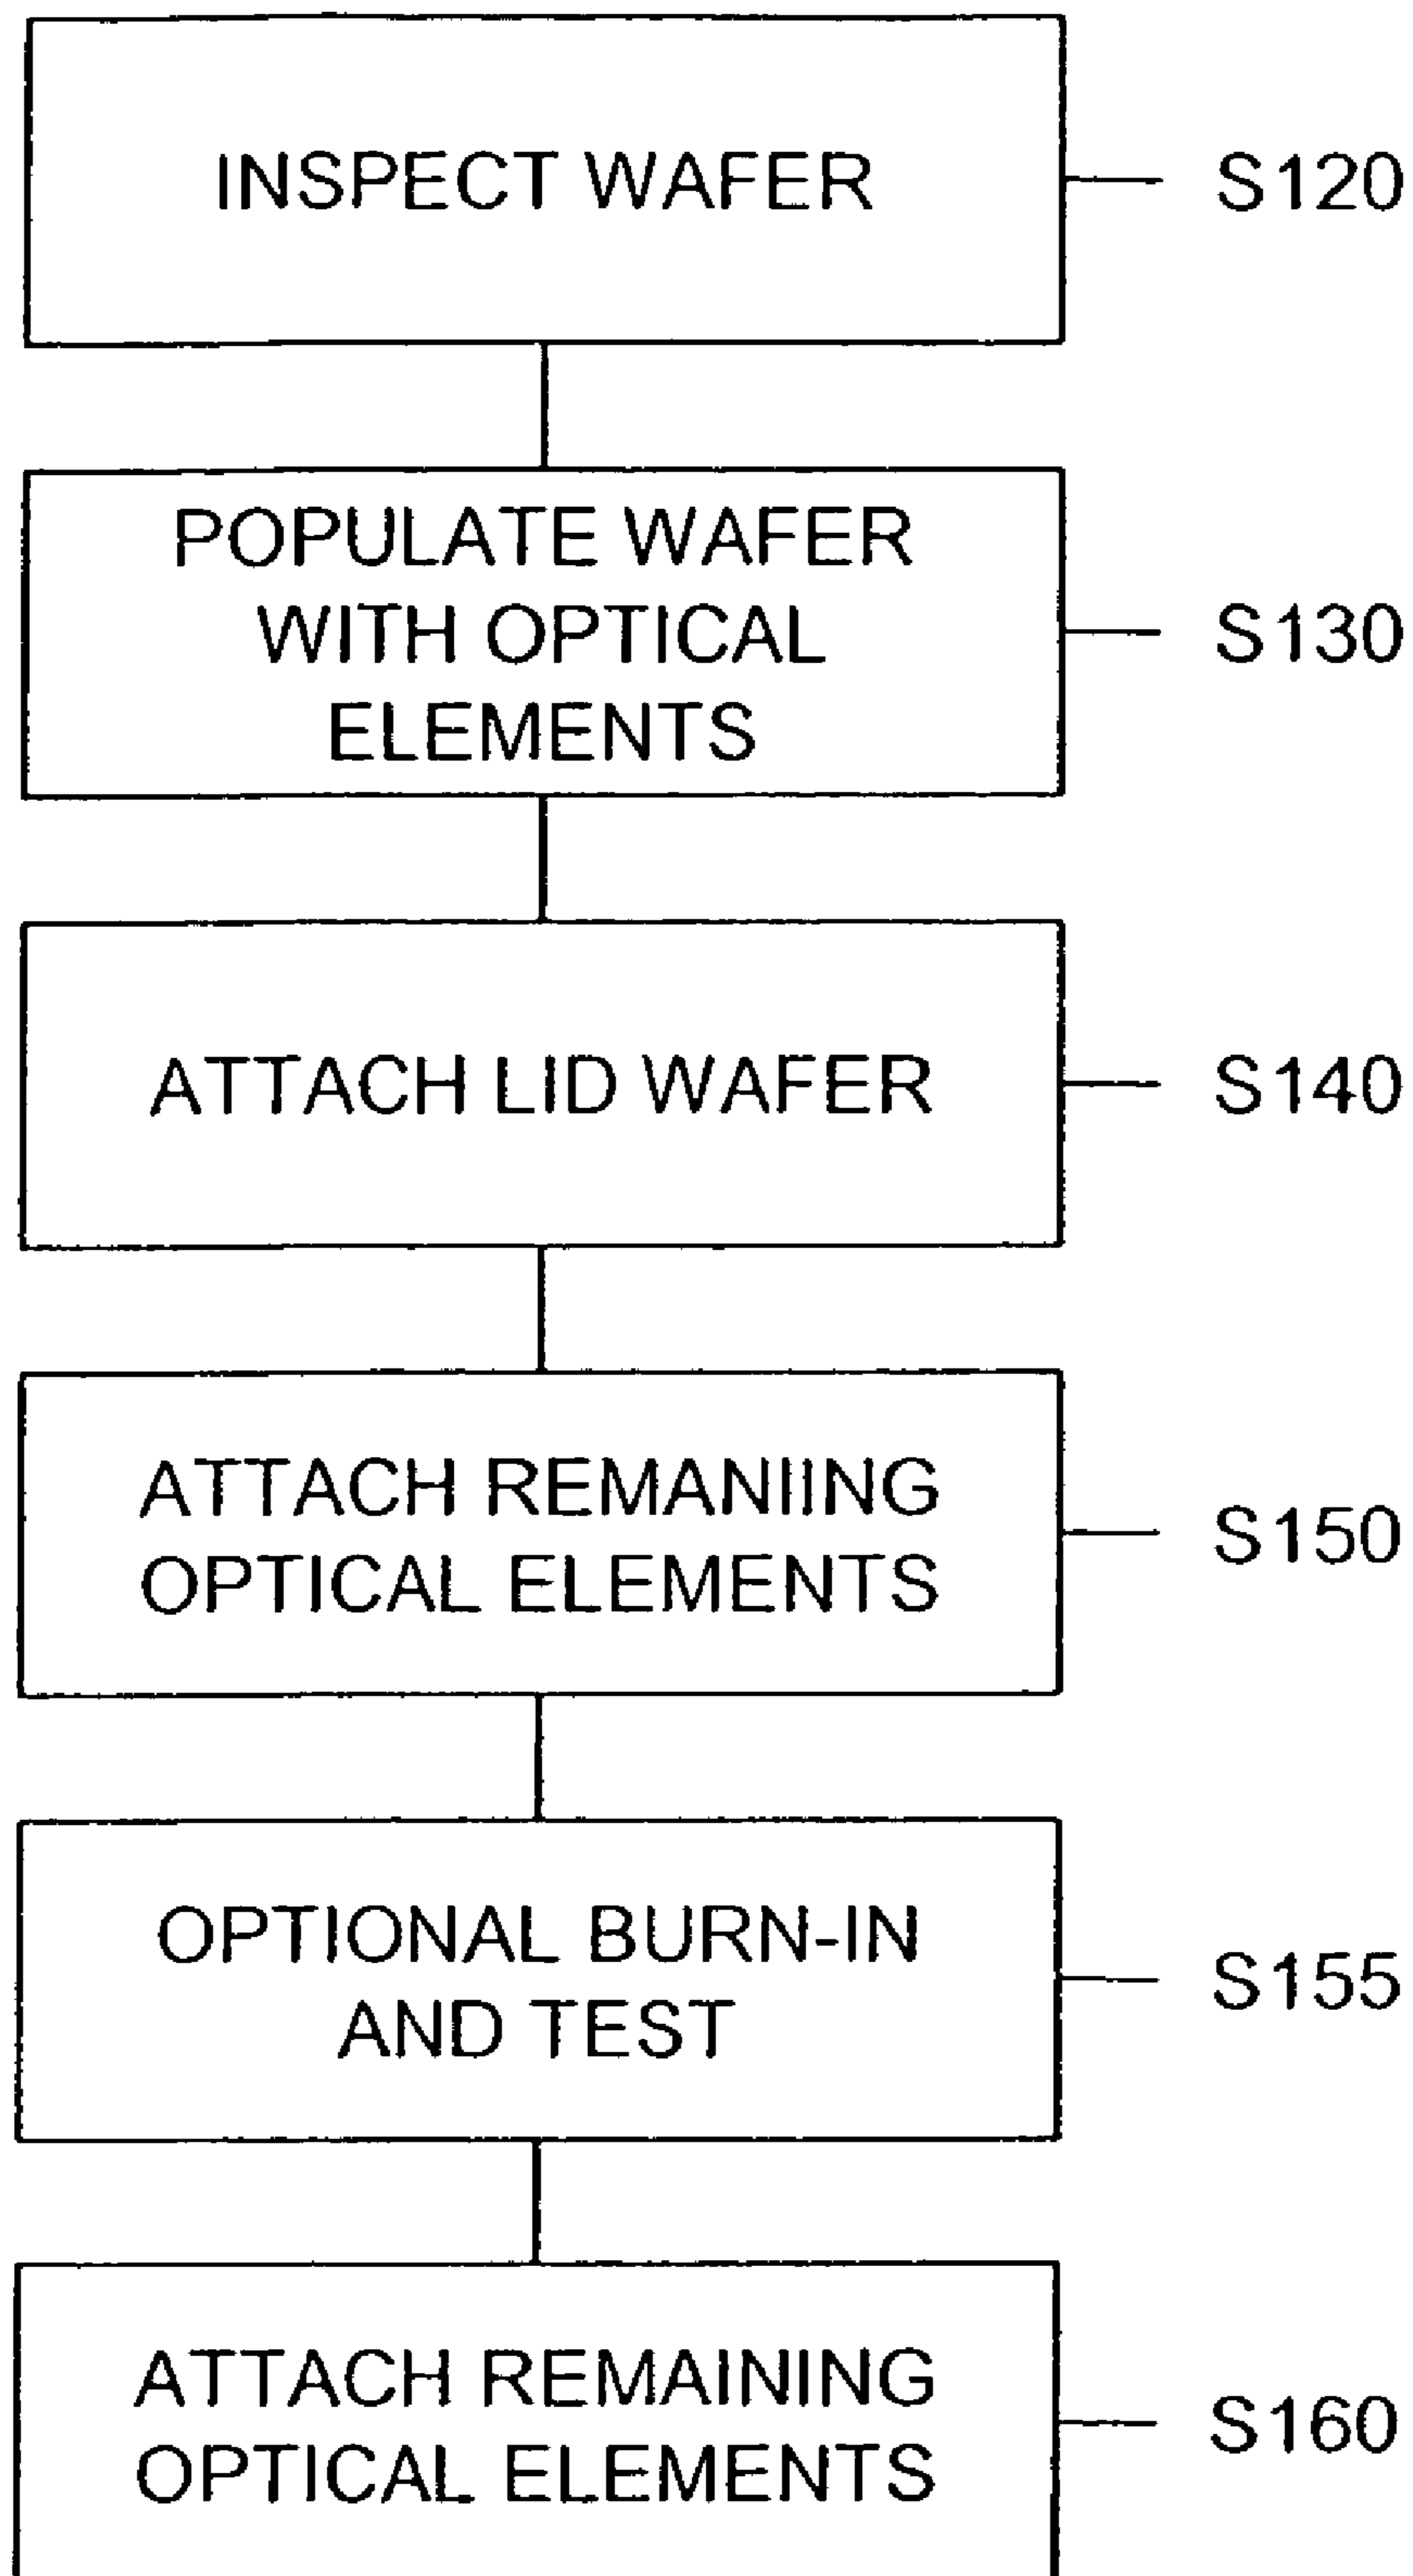 INSPECT WAFER
S120
POPULATE WAFER
WITH OPTICAL
ELEMENTS
S130
ATTACH LID WAFER
S140
ATTACH REMANIING
OPTICAL ELEMENTS
S150
OPTIONAL BURN-IN
AND TEST
S155
ATTACH REMAINING
OPTICAL ELEMENTS
S160